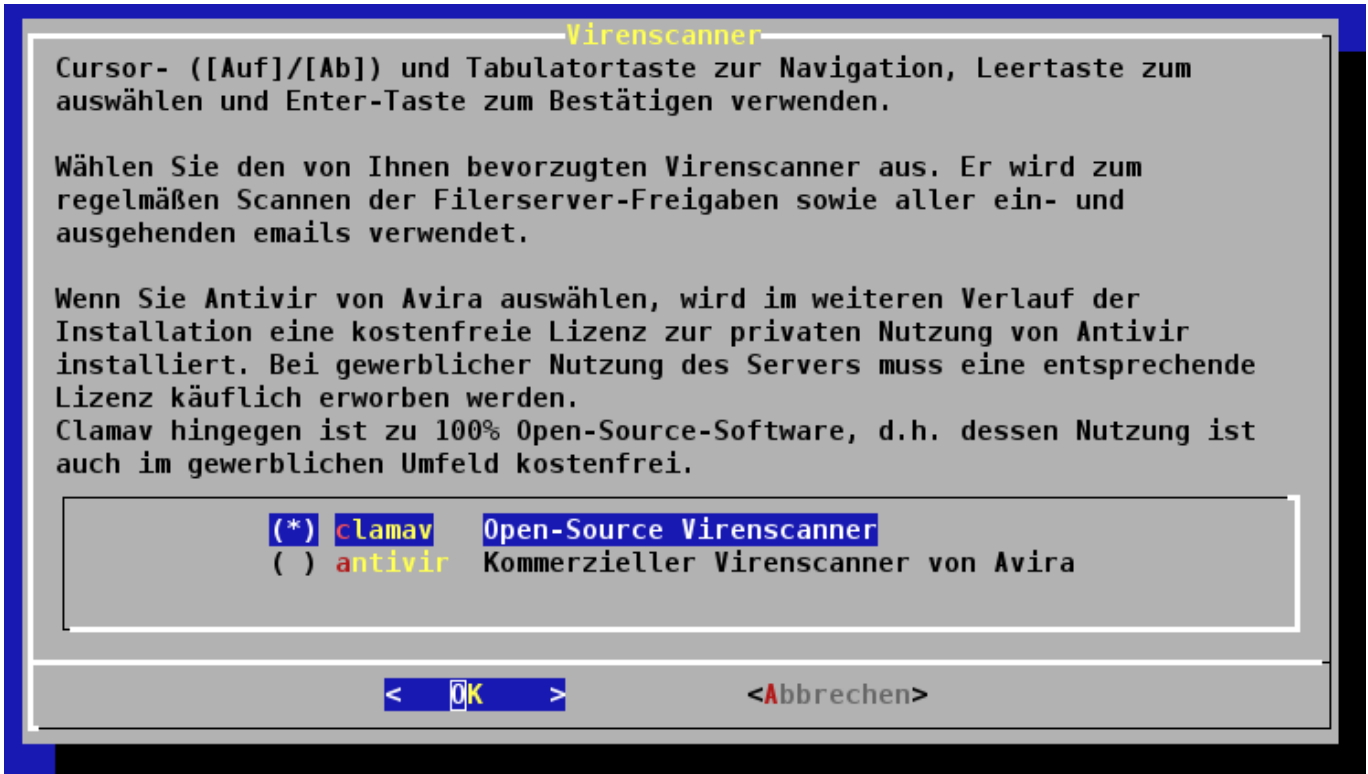 Virenscanner
Cursor- ([Auf]/[Ab]) und Tabulatortaste zur Navigation, Leertaste zum
auswählen und Enter-Taste zum Bestätigen verwenden.
Wählen Sie den von Ihnen bevorzugten Virenscanner aus. Er wird zum
regelmäßen Scannen der Filerserver-Freigaben sowie aller ein- und
ausgehenden emails verwendet.
Wenn Sie Antivir von Avira auswählen, wird im weiteren Verlauf der
Installation eine kostenfreie Lizenz zur privaten Nutzung von Antivir
installiert. Bei gewerblicher Nutzung des Servers muss eine entsprechende
Lizenz käuflich erworben werden.
Clamav hingegen ist zu 100% Open-Source-Software, d.h. dessen Nutzung ist
auch im gewerblichen Umfeld kostenfrei.
(*) clamav Open-Source Virenscanner
( ) antivir Kommerzieller Virenscanner von Avira
< OK > <Abbrechen>